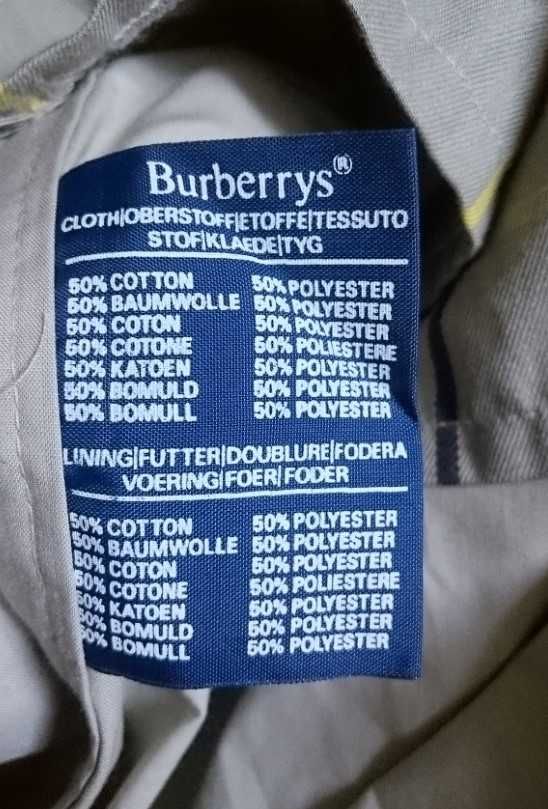 Burberrys®
CLOTH|OBERSTOFF|ETOFFE|TESSUTO
STOF|KLAEDE|TYG
50% COTTON 50% POLYESTER
50% BAUMWOLLE 50% POLYESTER
50% COTON 50% POLYESTER
50% COTONE 50% POLIESTERE
50% KATOEN 50% POLYESTER
50% BOMULD 50% POLYESTER
50% BOMULL 50% POLYESTER
LINING|FUTTER|DOUBLURE|FODERA
VOERING|FOER|FODER
50% COTTON 50% POLYESTER
50% BAUMWOLLE 50% POLYESTER
50% COTON 50% POLYESTER
50% COTONE 50% POLIESTERE
50% KATOEN 50% POLYESTER
50% BOMULD 50% POLYESTER
50% BOMULL 50% POLYESTER